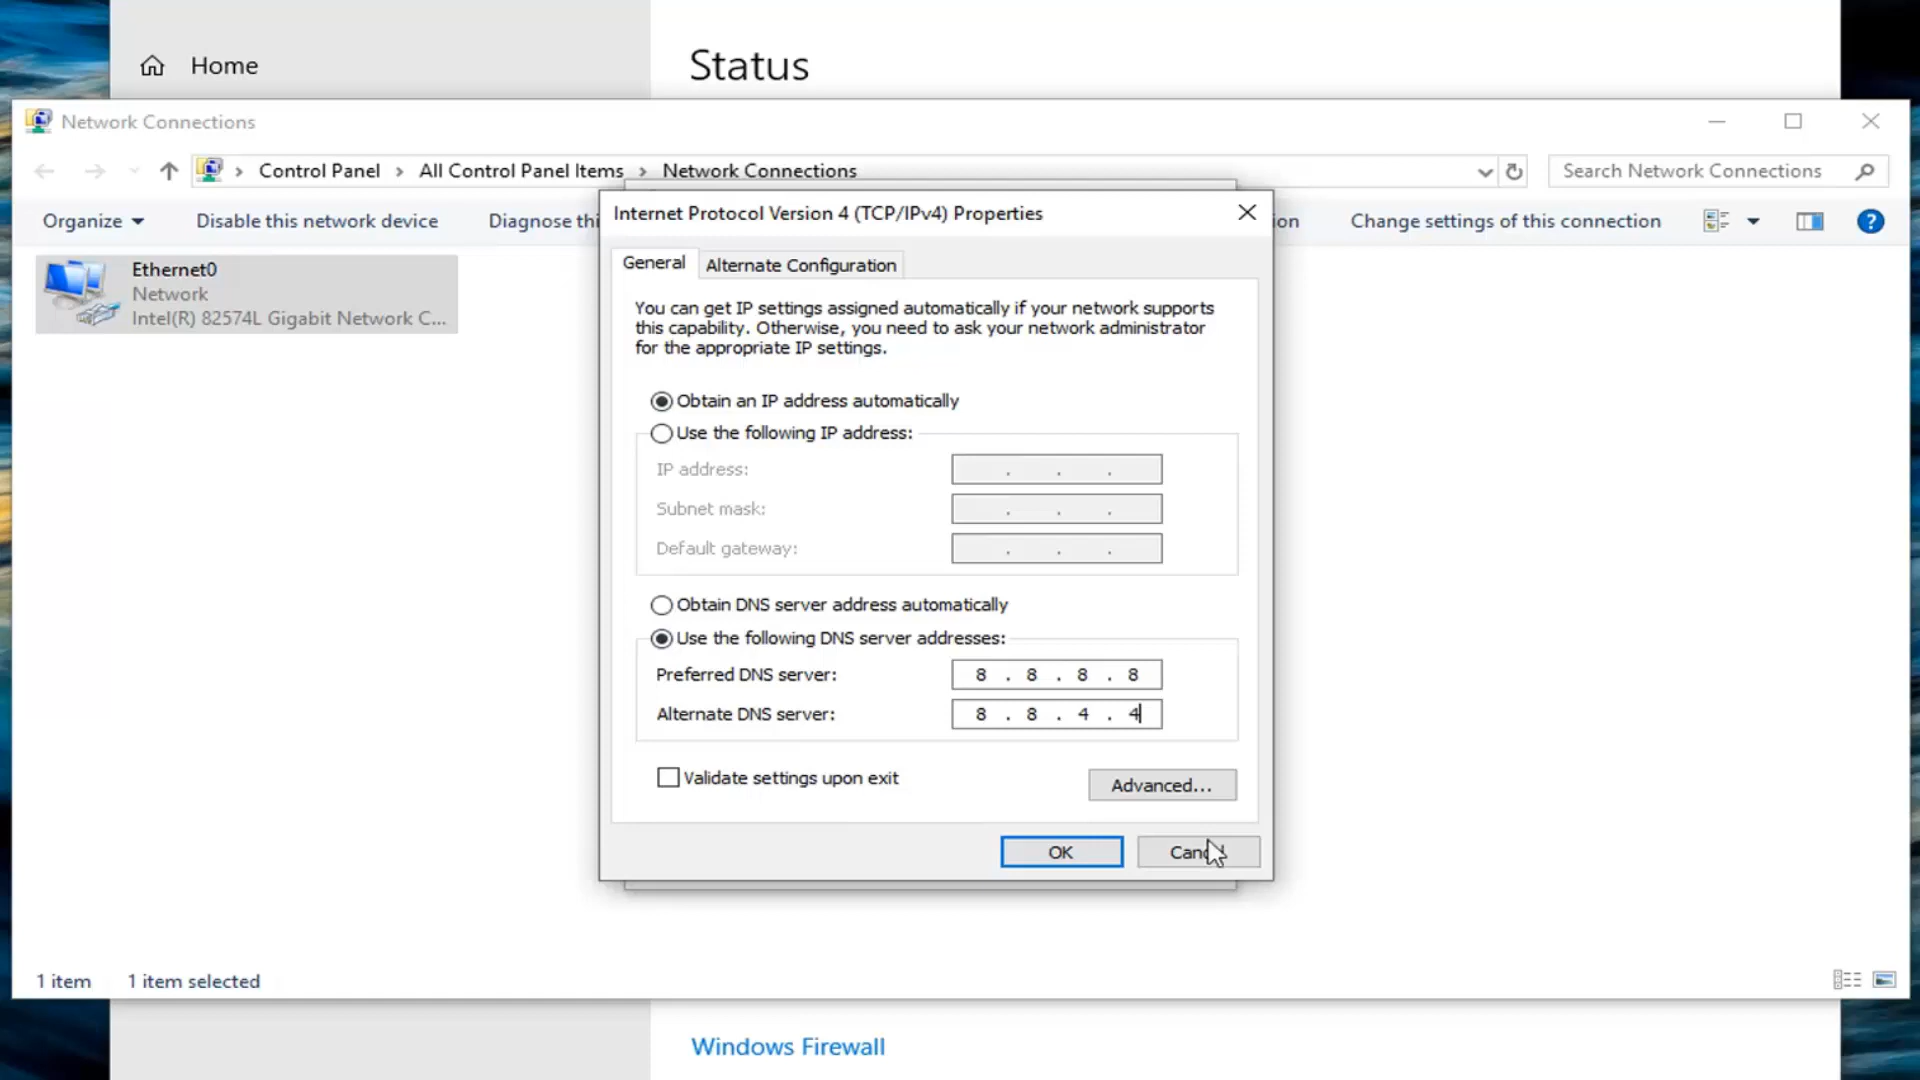 Home
Status
Network Connections
Control Panel
All Control Panel Items
Network Connections
Search Network Connections
Organize
Disable this network device
Diagnose thi
ion
Change settings of this connection
?
Ethernet0
Network
Intel(R) 82574L Gigabit Network C...
Internet Protocol Version 4 (TCP/IPv4) Properties
General
Alternate Configuration
You can get IP settings assigned automatically if your network supports
this capability. Otherwise, you need to ask your network administrator
for the appropriate IP settings.
Obtain an IP address automatically
Use the following IP address:
IP address: . . .
Subnet mask: . . .
Default gateway: . . .
Obtain DNS server address automatically
Use the following DNS server addresses:
Preferred DNS server: 8 . 8 . 8 . 8
Alternate DNS server: 8 . 8 . 4 . 4
Validate settings upon exit
Advanced...
OK
Cancel
1 item
1 item selected
Windows Firewall